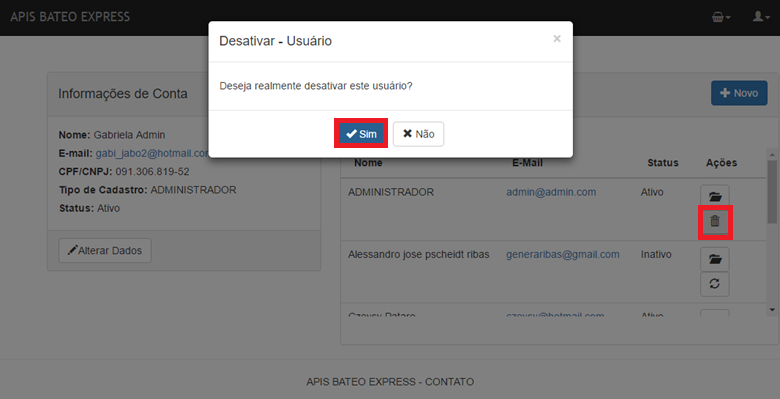 APIS BATEO EXPRESS
Desativar - Usuário ×
Deseja realmente desativar este usuário?
Sim Não
Informações de Conta
Nome: Gabriela Admin
E-mail: gabi_jabo2@hotmail.co
CPF/CNPJ: 091.306.819-52
Tipo de Cadastro: ADMINISTRADOR
Status: Ativo
Alterar Dados
Novo
Nome E-Mail Status Ações
ADMINISTRADOR admin@admin.com Ativo
Alessandro jose pscheidt ribas generaribas@gmail.com Inativo
Ativo
APIS BATEO EXPRESS - CONTATO